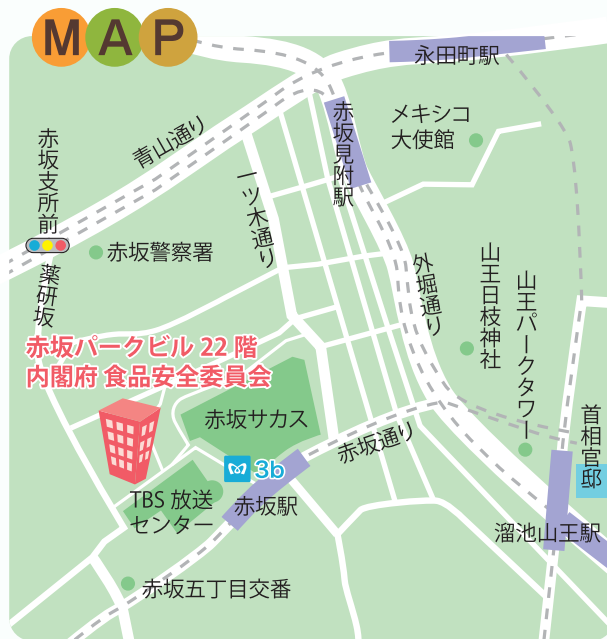 MAP
永田町駅
メキシコ
大使館
赤坂見附駅
青山通り
赤坂支所前
一ツ木通り
赤坂警察署
薬研坂
外堀通り
山王日枝神社
山王パークタワー
赤坂パークビル 22 階
内閣府 食品安全委員会
赤坂サカス
首相官邸
赤坂通り
3b
TBS 放送
センター
赤坂駅
溜池山王駅
赤坂五丁目交番